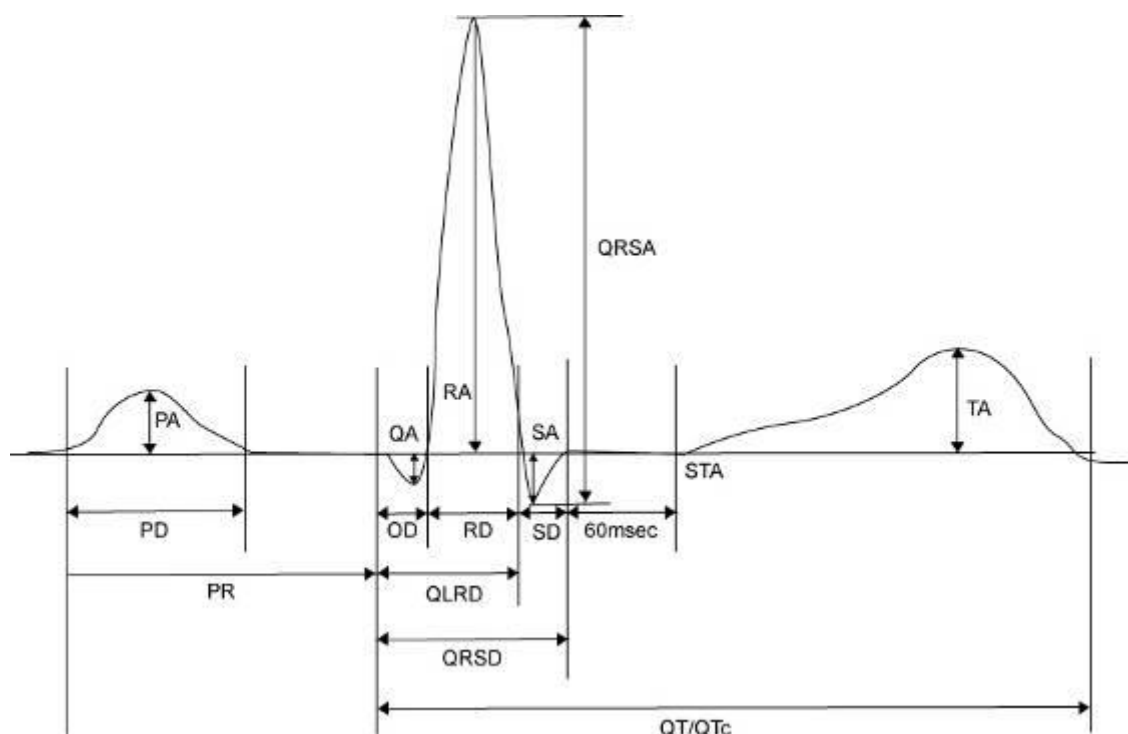 QRSA
RA
PA
QA
SA
TA
STA
PD
OD
RD
SD
60msec
PR
QLRD
QRSD
QT/QTc